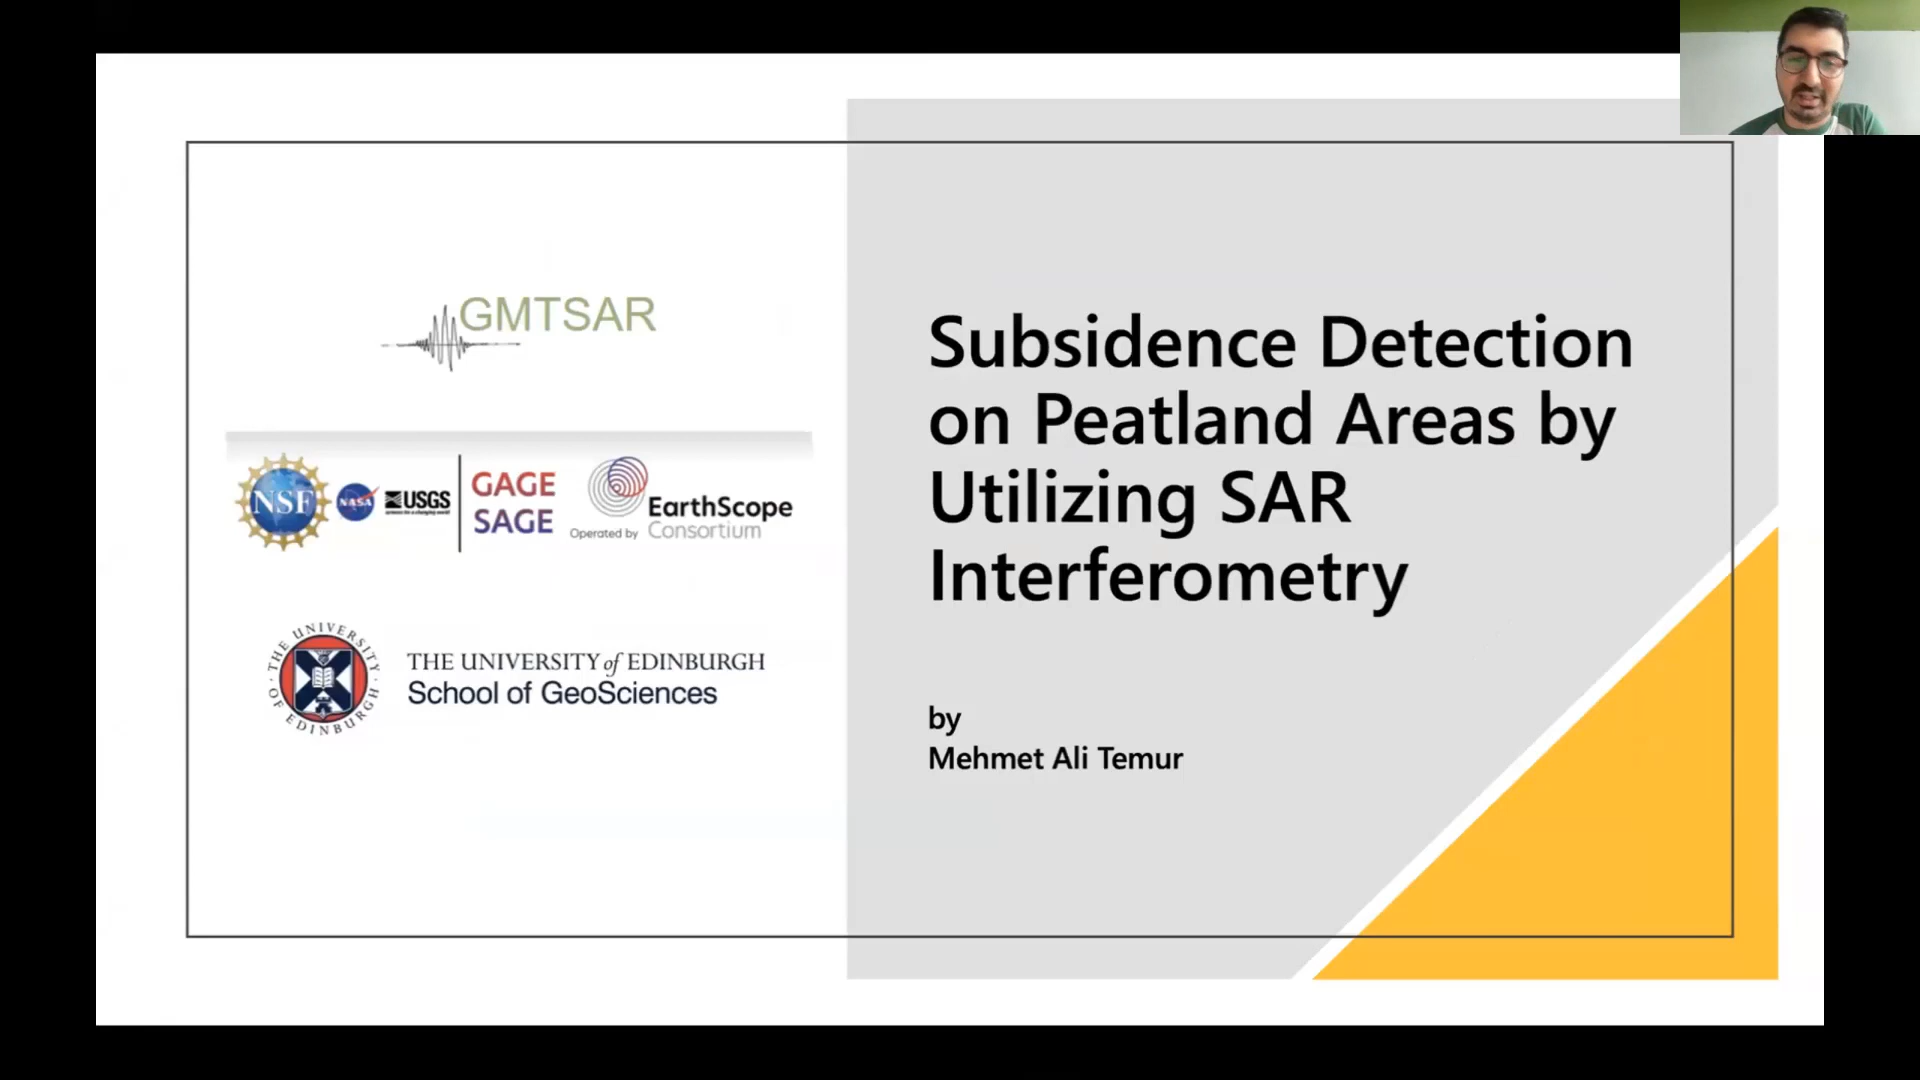 GMTSAR
NSF
NASA
USGS
GAGE
SAGE
Operated by
EarthScope
Consortium
THE UNIVERSITY OF EDINBURGH
THE UNIVERSITY of EDINBURGH
School of GeoSciences
Subsidence Detection
on Peatland Areas by
Utilizing SAR
Interferometry
by
Mehmet Ali Temur